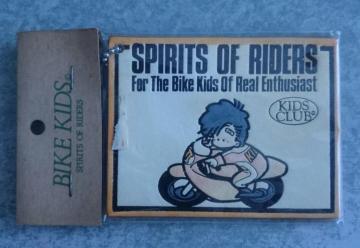 BIKE KIDS©
SPIRITS OF RIDERS
SPIRITS OF RIDERS
For The Bike Kids Of Real Enthusiast
KIDS
CLUB©